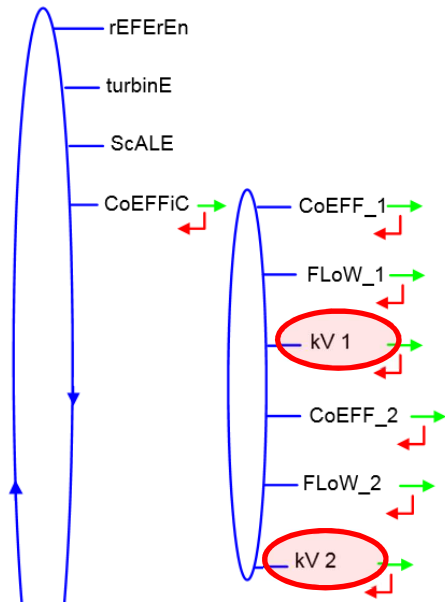 rEFErEn
turbinE
ScALE
CoEFFiC
CoEFF_1
FLoW_1
kV 1
CoEFF_2
FLoW_2
kV 2